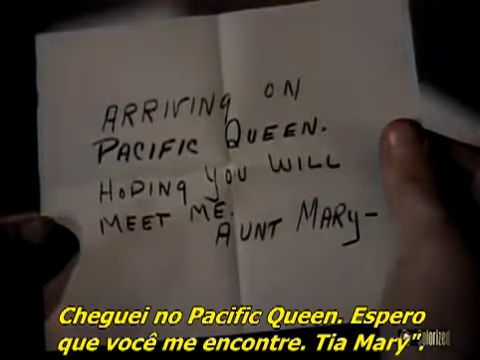 ARRIVING ON
PACIFIC QUEEN.
HOPING YOU WILL
MEET ME.
AUNT MARY-
Cheguei no Pacific Queen. Espero
que você me encontre. Tia Mary"